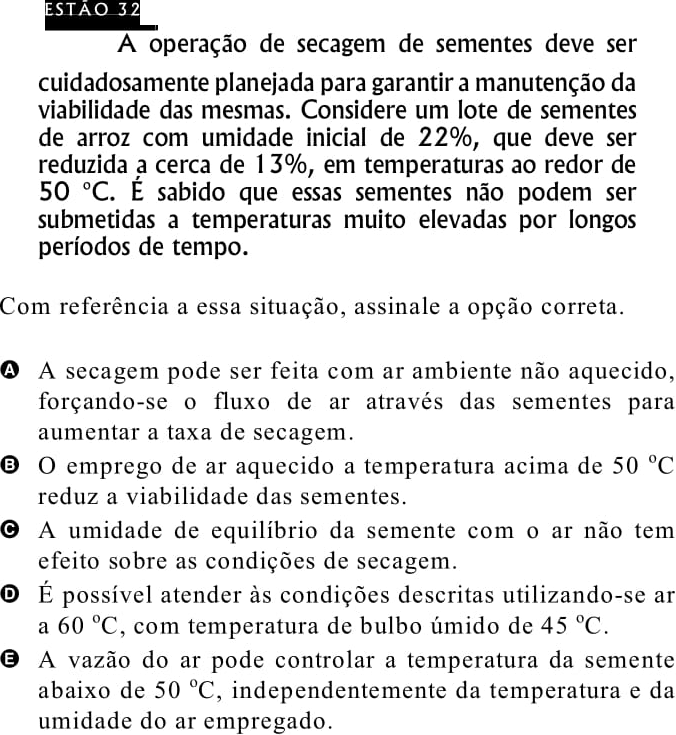 ESTÃO 32
A operação de secagem de sementes deve ser
cuidadosamente planejada para garantir a manutenção da
viabilidade das mesmas. Considere um lote de sementes
de arroz com umidade inicial de 22%, que deve ser
reduzida a cerca de 13%, em temperaturas ao redor de
50 ºC. É sabido que essas sementes não podem ser
submetidas a temperaturas muito elevadas por longos
períodos de tempo.
Com referência a essa situação, assinale a opção correta.
A A secagem pode ser feita com ar ambiente não aquecido,
forçando-se o fluxo de ar através das sementes para
aumentar a taxa de secagem.
B O emprego de ar aquecido a temperatura acima de 50 ºC
reduz a viabilidade das sementes.
C A umidade de equilíbrio da semente com o ar não tem
efeito sobre as condições de secagem.
D É possível atender às condições descritas utilizando-se ar
a 60 ºC, com temperatura de bulbo úmido de 45 ºC.
E A vazão do ar pode controlar a temperatura da semente
abaixo de 50 ºC, independentemente da temperatura e da
umidade do ar empregado.